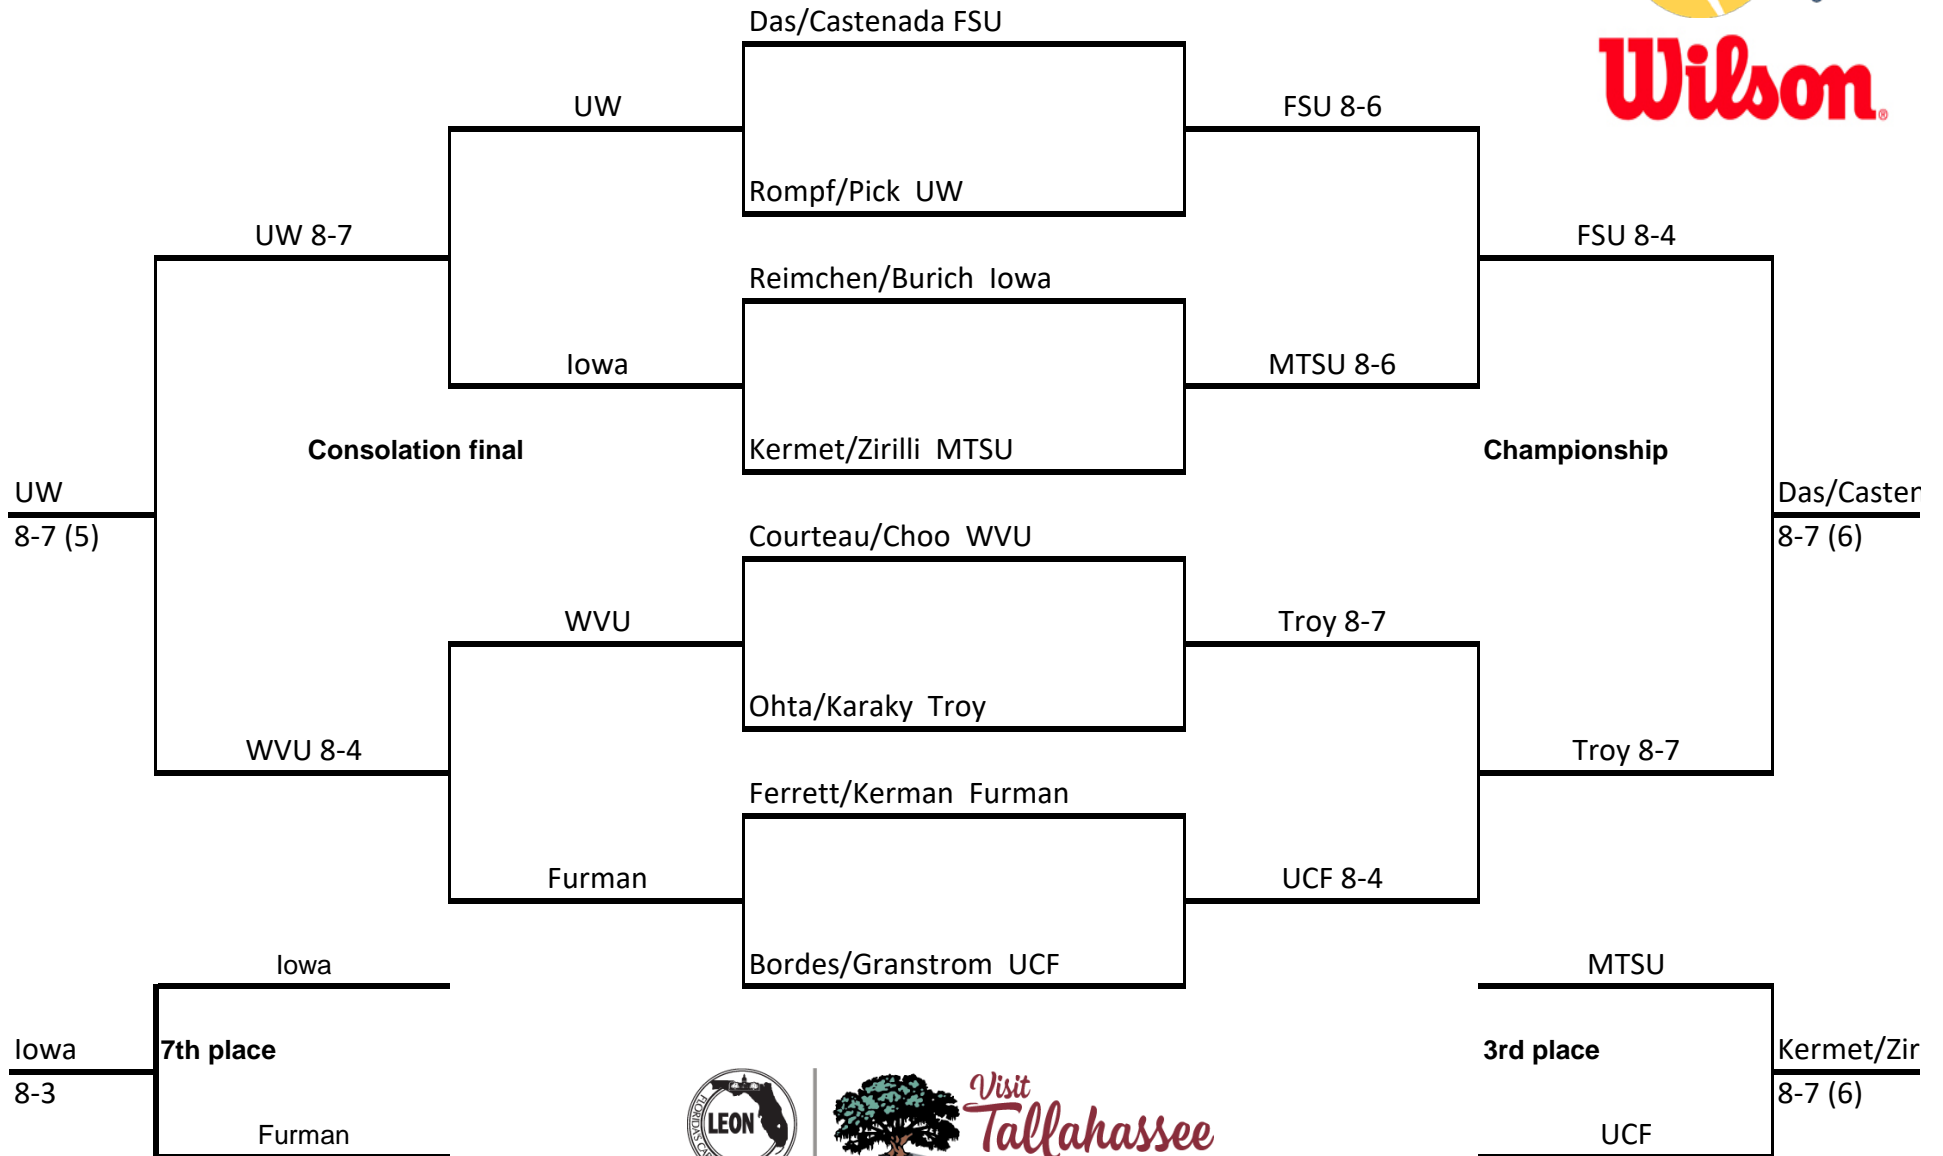 Das/Castenada FSU
Wilson
UW
FSU 8-6
Rompf/Pick UW
UW 8-7
FSU 8-4
Reimchen/Burich Iowa
Iowa
MTSU 8-6
Consolation final
Kermet/Zirilli MTSU
Championship
UW
Das/Casten
8-7 (5)
Courteau/Choo WVU
8-7 (6)
WVU
Troy 8-7
Ohta/Karaky Troy
WVU 8-4
Troy 8-7
Ferrett/Kerman Furman
Furman
UCF 8-4
Iowa
Bordes/Granstrom UCF
MTSU
Iowa
7th place
3rd place
Kermet/Zir
8-3
8-7 (6)
LEON
Visit
Tallahassee
Furman
UCF